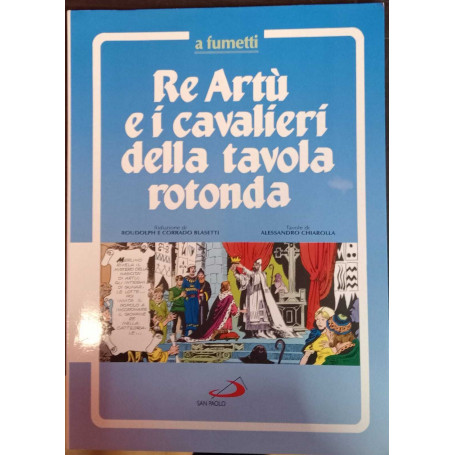 a fumetti
Re Artù
e i cavalieri
della tavola
rotonda
Riduzione di
ROUDOLPH E CORRADO BLASETTI
Tavole di
ALESSANDRO CHIAROLLA
SAN PAOLO